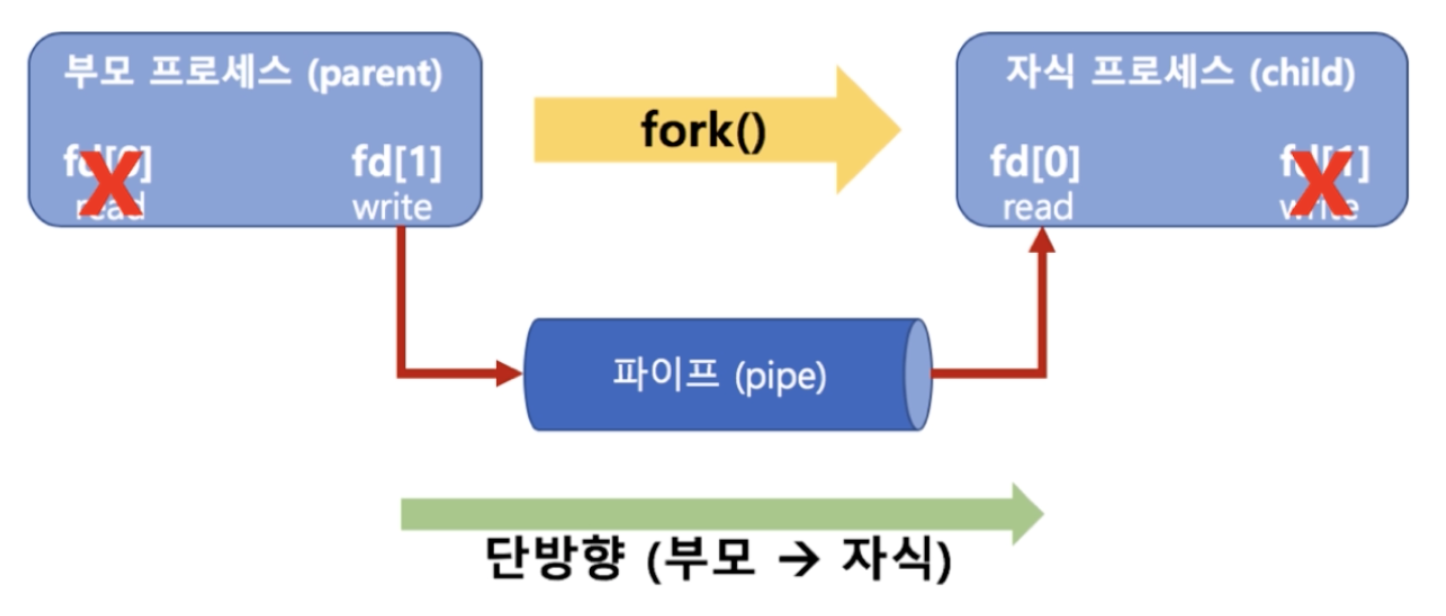 부모 프로세스 (parent)
fork()
자식 프로세스 (child)
fd[0]
read
fd[1]
write
fd[0]
read
fd[1]
write
X
X
파이프 (pipe)
단방향 (부모 → 자식)